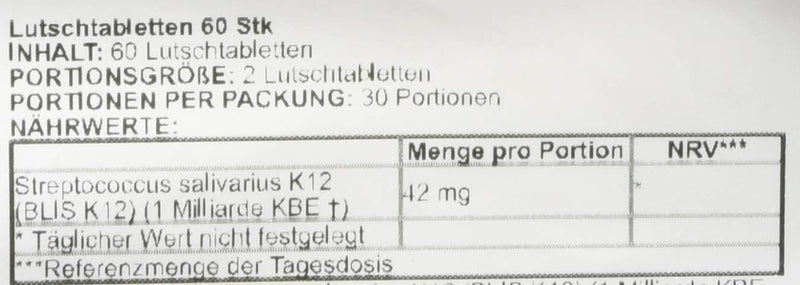 Lutschtabletten 60 Stk
INHALT: 60 Lutschtabletten
PORTIONSGRÖßE: 2 Lutschtabletten
PORTIONEN PER PACKUNG: 30 Portionen
NÄHRWERTE:
Menge pro Portion NRV***
Streptococcus salivarius K12
(BLIS K12) (1 Milliarde KBE †) 42 mg *
* Täglicher Wert nicht festgelegt
***Referenzmenge der Tagesdosis